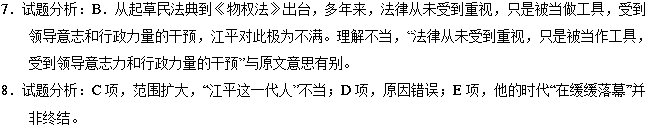 7．试题分析：B．从起草民法典到《物权法》出台，多年来，法律从未受到重视，只是被当做工具，受到
领导意志和行政力量的干预，江平对此极为不满。理解不当，“法律从未受到重视，只是被当作工具，
受到领导意志力和行政力量的干预”与原文意思有别。
8．试题分析：C 项，范围扩大，“江平这一代人”不当；D 项，原因错误；E 项，他的时代“在缓缓落幕”并
非终结。